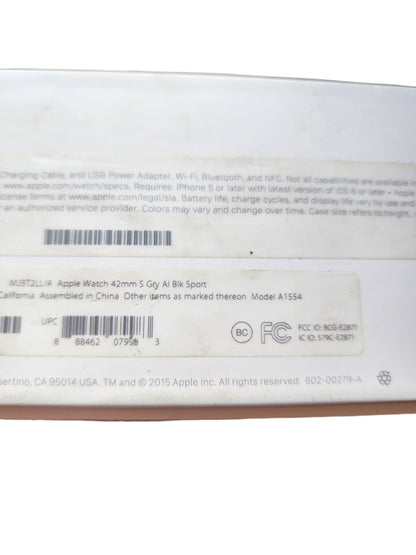 Charging Cable, and USB Power Adapter. Wi-Fi, Bluetooth, and NFC. Not all capabilities are available
www.apple.com/watch/specs. Requires: iPhone 5 or later with latest version of iOS 8 or later + Apple
license terms at www.apple.com/legal/sla. Battery life, charge cycles, and display life vary by use and
or an authorized service provider. Colors may vary and change over time. Case size refers to height.
MJ3T2LL/A Apple Watch 42mm S Gry Al Blk Sport
California Assembled in China Other items as marked thereon Model A1554
UPC
8 88462 07998 3
BC FC FCC ID: BCG-E2871
IC ID: 579C-E2871
pertino, CA 95014 USA. TM and © 2015 Apple Inc. All rights reserved. 602-00279-A